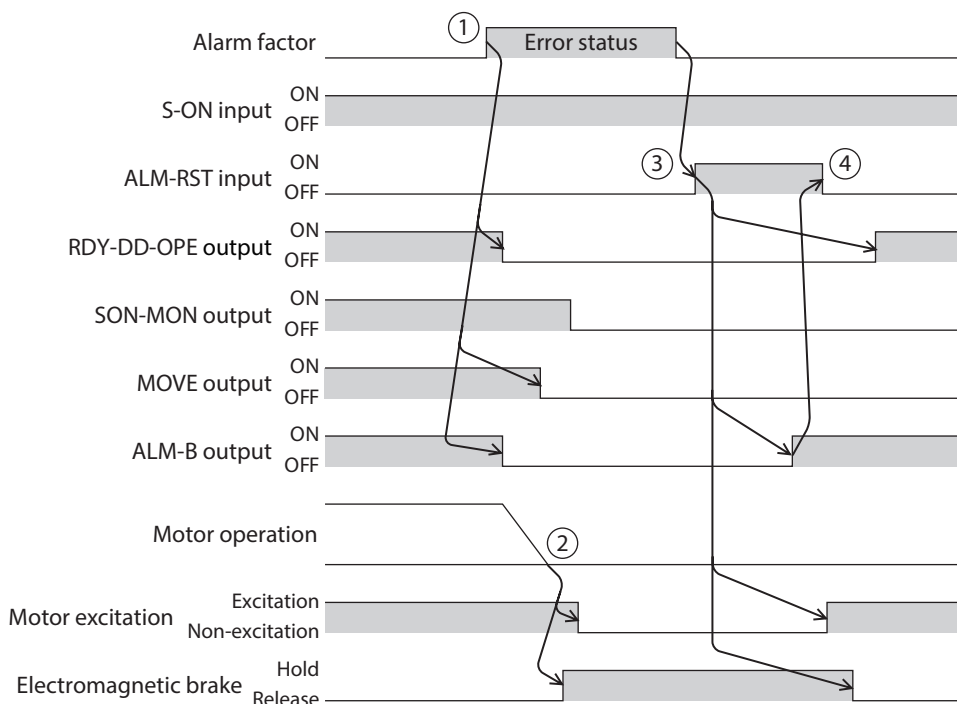 ①
Alarm factor
Error status
S-ON input
ON
OFF
ALM-RST input
ON
OFF
③
④
RDY-DD-OPE output
ON
OFF
SON-MON output
ON
OFF
MOVE output
ON
OFF
ALM-B output
ON
OFF
Motor operation
②
Motor excitation
Excitation
Non-excitation
Electromagnetic brake
Hold
Release